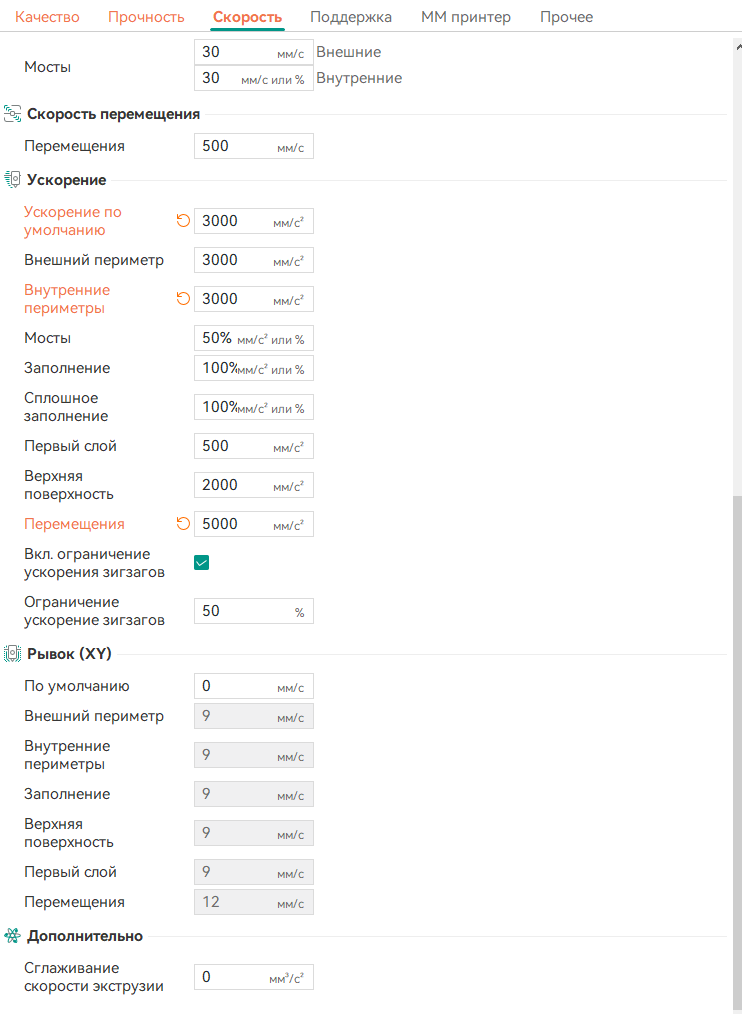 Качество Прочность Скорость Поддержка ММ принтер Прочее
30 мм/с Внешние
Мосты
30 мм/с или % Внутренние
Скорость перемещения
Перемещения 500 мм/с
Ускорение
Ускорение по
умолчанию 3000 мм/с²
Внешний периметр 3000 мм/с²
Внутренние
периметры 3000 мм/с²
Мосты 50% мм/с² или %
Заполнение 100% мм/с² или %
Сплошное
заполнение 100% мм/с² или %
Первый слой 500 мм/с²
Верхняя
поверхность 2000 мм/с²
Перемещения 5000 мм/с²
Вкл. ограничение
ускорения зигзагов
Ограничение
ускорение зигзагов 50 %
Рывок (XY)
По умолчанию 0 мм/с
Внешний периметр 9 мм/с
Внутренние
периметры 9 мм/с
Заполнение 9 мм/с
Верхняя
поверхность 9 мм/с
Первый слой 9 мм/с
Перемещения 12 мм/с
Дополнительно
Сглаживание
скорости экструзии 0 мм³/с²